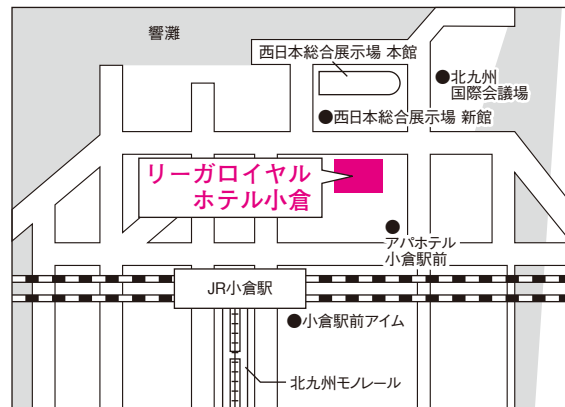 響灘
西日本総合展示場 本館
北九州
国際会議場
西日本総合展示場 新館
リーガロイヤル
ホテル小倉
アパホテル
小倉駅前
JR小倉駅
小倉駅前アイム
北九州モノレール